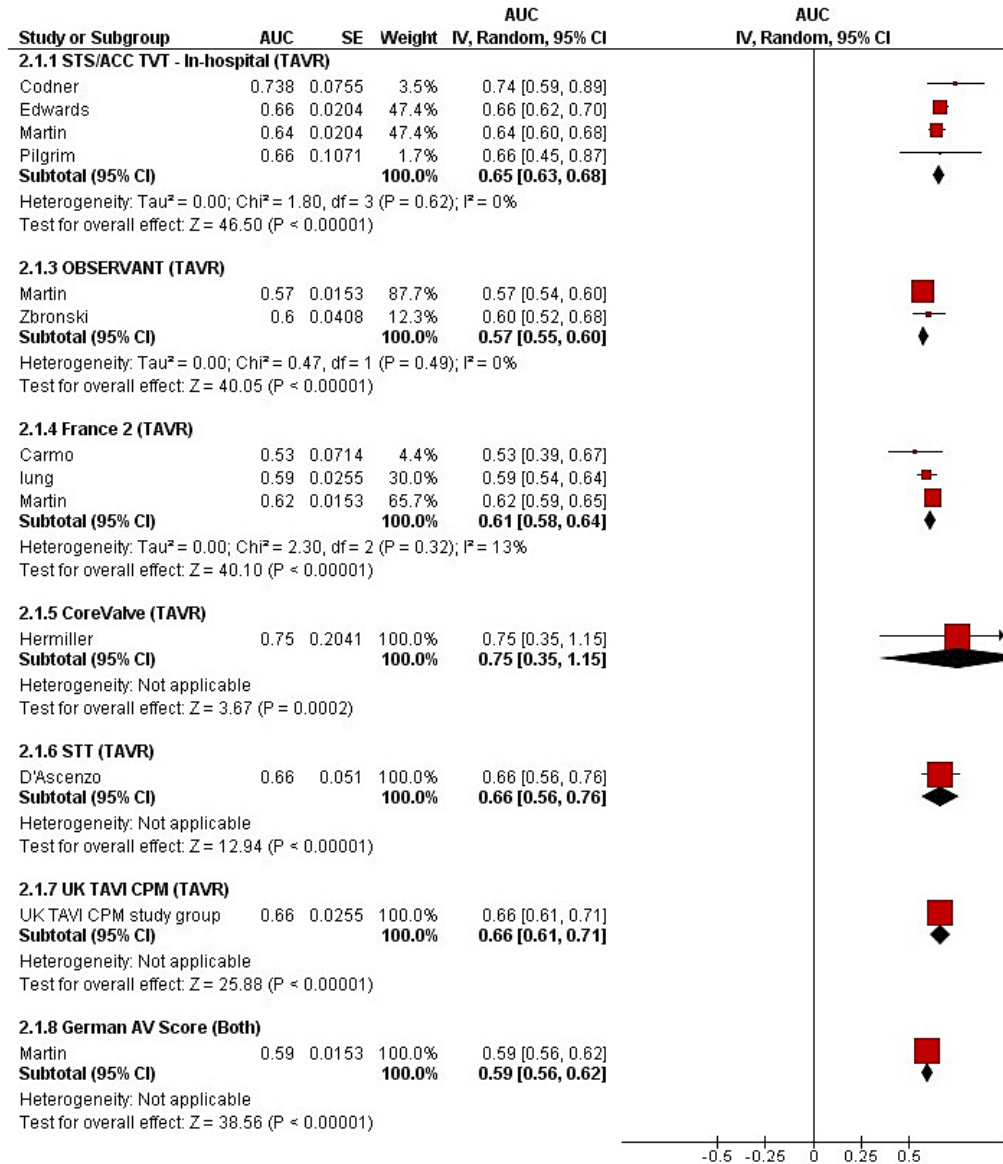 AUC AUC
Study or Subgroup AUC SE Weight IV, Random, 95% CI IV, Random, 95% CI
2.1.1 STS/ACC TVT - In-hospital (TAVR)
Codner 0.738 0.0755 3.5% 0.74 [0.59, 0.89]
Edwards 0.66 0.0204 47.4% 0.66 [0.62, 0.70]
Martin 0.64 0.0204 47.4% 0.64 [0.60, 0.68]
Pilgrim 0.66 0.1071 1.7% 0.66 [0.45, 0.87]
Subtotal (95% CI) 100.0% 0.65 [0.63, 0.68]
Heterogeneity: Tau² = 0.00; Chi² = 1.80, df = 3 (P = 0.62); I² = 0%
Test for overall effect: Z = 46.50 (P < 0.00001)
2.1.3 OBSERVANT (TAVR)
Martin 0.57 0.0153 87.7% 0.57 [0.54, 0.60]
Zbronski 0.6 0.0408 12.3% 0.60 [0.52, 0.68]
Subtotal (95% CI) 100.0% 0.57 [0.55, 0.60]
Heterogeneity: Tau² = 0.00; Chi² = 0.47, df = 1 (P = 0.49); I² = 0%
Test for overall effect: Z = 40.05 (P < 0.00001)
2.1.4 France 2 (TAVR)
Carmo 0.53 0.0714 4.4% 0.53 [0.39, 0.67]
Iung 0.59 0.0255 30.0% 0.59 [0.54, 0.64]
Martin 0.62 0.0153 65.7% 0.62 [0.59, 0.65]
Subtotal (95% CI) 100.0% 0.61 [0.58, 0.64]
Heterogeneity: Tau² = 0.00; Chi² = 2.30, df = 2 (P = 0.32); I² = 13%
Test for overall effect: Z = 40.10 (P < 0.00001)
2.1.5 CoreValve (TAVR)
Hermiller 0.75 0.2041 100.0% 0.75 [0.35, 1.15]
Subtotal (95% CI) 100.0% 0.75 [0.35, 1.15]
Heterogeneity: Not applicable
Test for overall effect: Z = 3.67 (P = 0.0002)
2.1.6 STT (TAVR)
D'Ascenzo 0.66 0.051 100.0% 0.66 [0.56, 0.76]
Subtotal (95% CI) 100.0% 0.66 [0.56, 0.76]
Heterogeneity: Not applicable
Test for overall effect: Z = 12.94 (P < 0.00001)
2.1.7 UK TAVI CPM (TAVR)
UK TAVI CPM study group 0.66 0.0255 100.0% 0.66 [0.61, 0.71]
Subtotal (95% CI) 100.0% 0.66 [0.61, 0.71]
Heterogeneity: Not applicable
Test for overall effect: Z = 25.88 (P < 0.00001)
2.1.8 German AV Score (Both)
Martin 0.59 0.0153 100.0% 0.59 [0.56, 0.62]
Subtotal (95% CI) 100.0% 0.59 [0.56, 0.62]
Heterogeneity: Not applicable
Test for overall effect: Z = 38.56 (P < 0.00001)
-0.5 -0.25 0 0.25 0.5